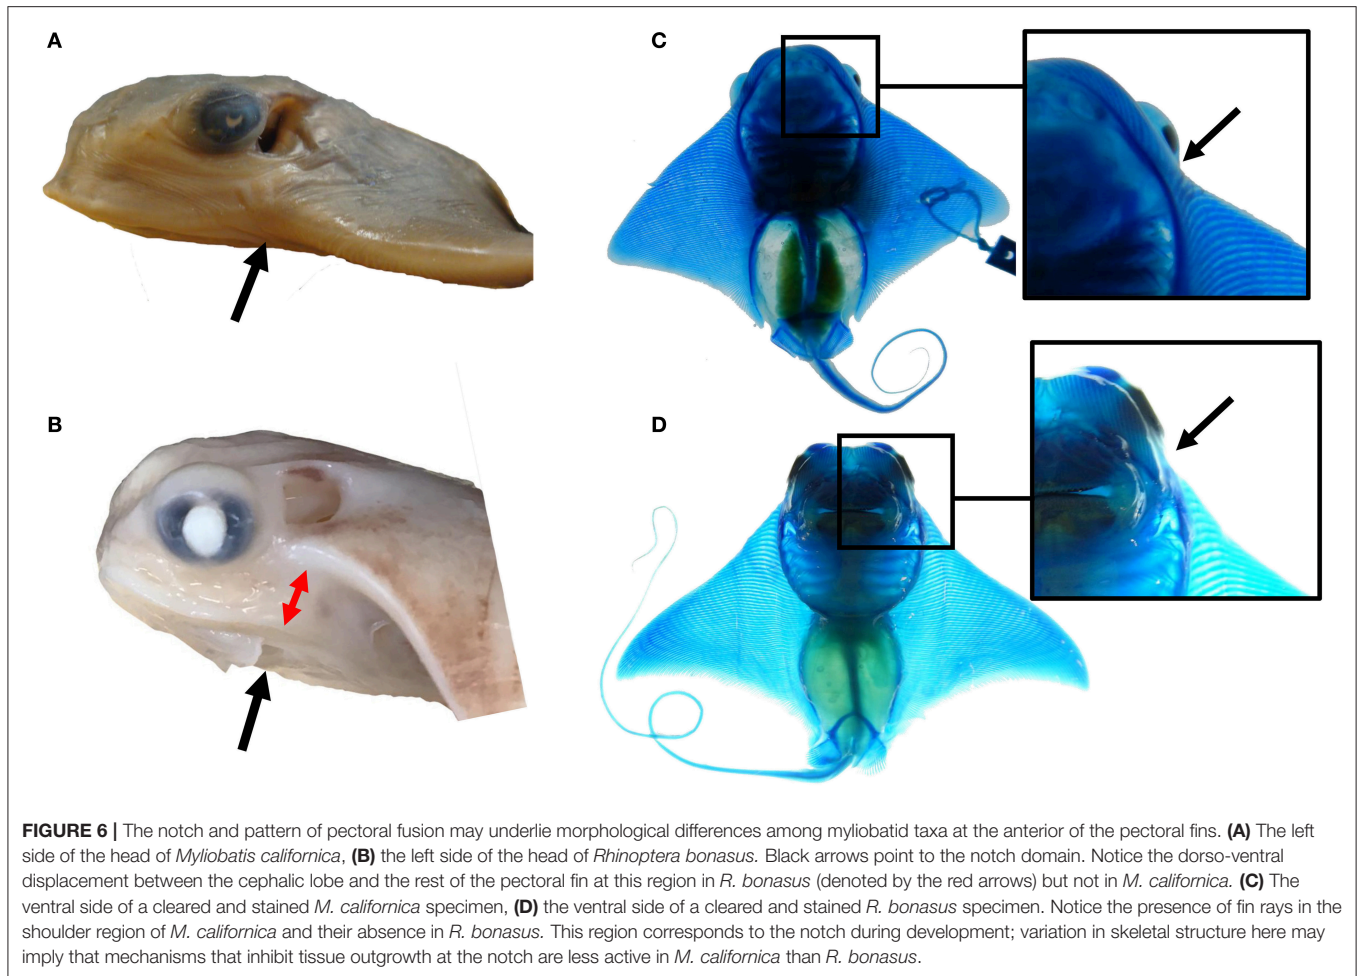 A
C
B
D
FIGURE 6 | The notch and pattern of pectoral fusion may underlie morphological differences among myliobatid taxa at the anterior of the pectoral fins. (A) The left
side of the head of Myliobatis californica, (B) the left side of the head of Rhinoptera bonasus. Black arrows point to the notch domain. Notice the dorso-ventral
displacement between the cephalic lobe and the rest of the pectoral fin at this region in R. bonasus (denoted by the red arrows) but not in M. californica. (C) The
ventral side of a cleared and stained M. californica specimen, (D) the ventral side of a cleared and stained R. bonasus specimen. Notice the presence of fin rays in the
shoulder region of M. californica and their absence in R. bonasus. This region corresponds to the notch during development; variation in skeletal structure here may
imply that mechanisms that inhibit tissue outgrowth at the notch are less active in M. californica than R. bonasus.